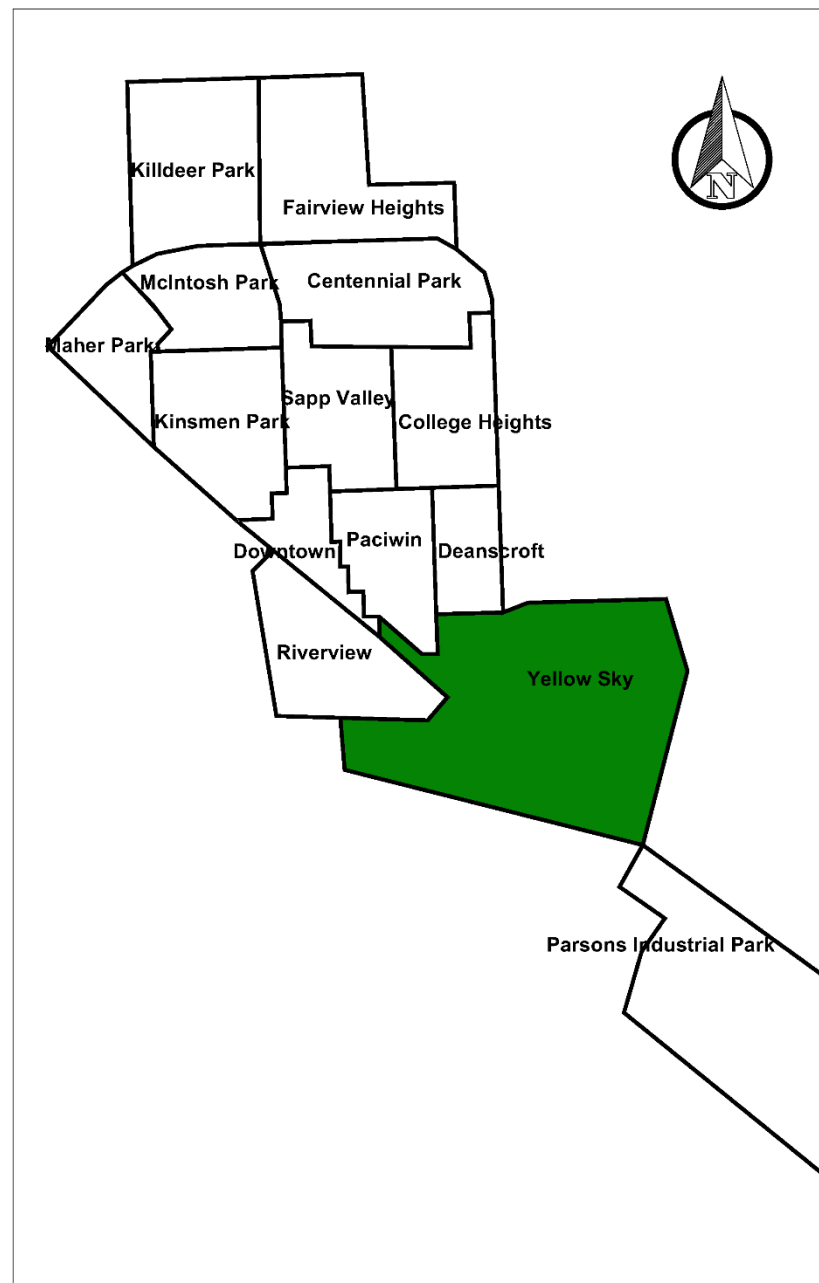 Killdeer Park
N
Fairview Heights
McIntosh Park
Centennial Park
Maher Park
Sapp Valley
Kinsmen Park
College Heights
Paciwin
Downtown
Deanscroft
Riverview
Yellow Sky
Parsons Industrial Park